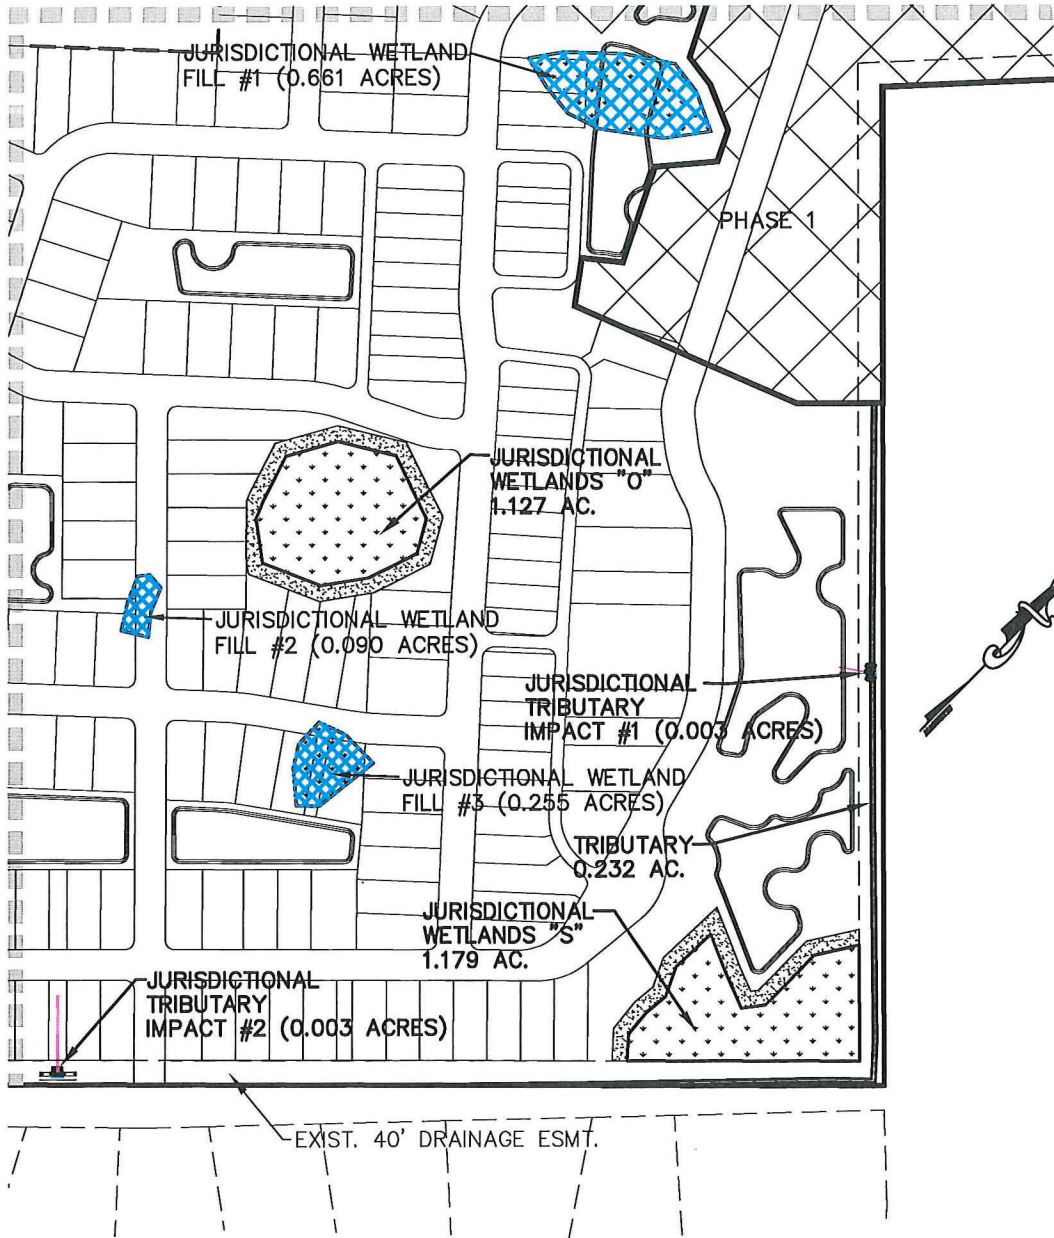 JURISDICTIONAL WETLAND
FILL #1 (0.661 ACRES)
PHASE 1
JURISDICTIONAL
WETLANDS "O"
1.127 AC.
JURISDICTIONAL WETLAND
FILL #2 (0.090 ACRES)
JURISDICTIONAL
TRIBUTARY
IMPACT #1 (0.003 ACRES)
JURISDICTIONAL WETLAND
FILL #3 (0.255 ACRES)
TRIBUTARY
0.232 AC.
JURISDICTIONAL
WETLANDS "S"
1.179 AC.
JURISDICTIONAL
TRIBUTARY
IMPACT #2 (0.003 ACRES)
EXIST. 40' DRAINAGE ESMT.